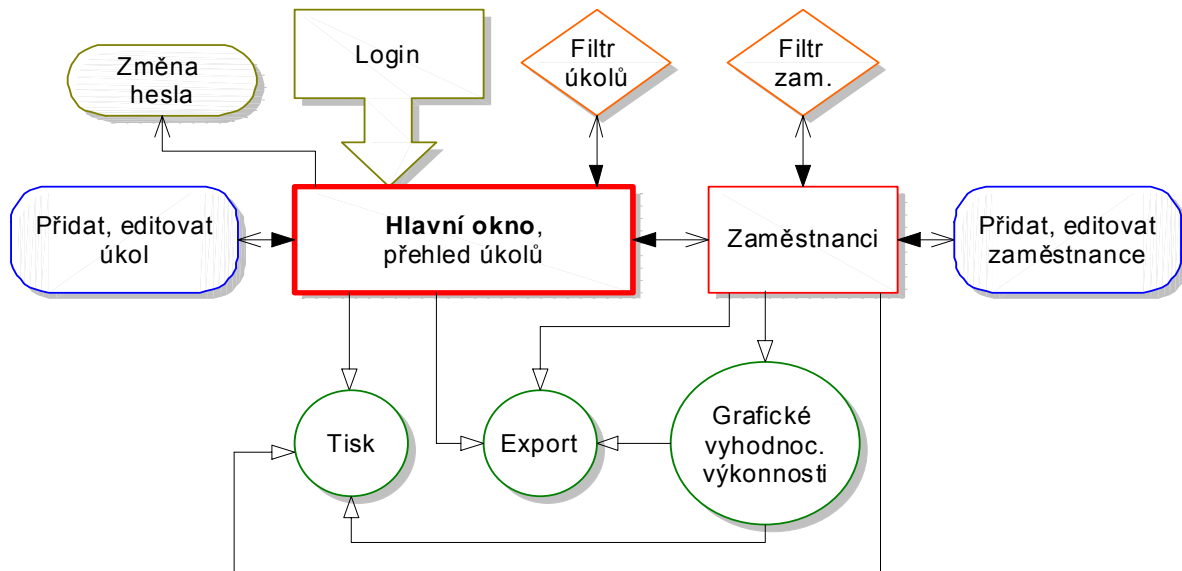 Změna
hesla
Login
Filtr
úkolů
Filtr
zam.
Přidat, editovat
úkol
Hlavní okno,
přehled úkolů
Zaměstnanci
Přidat, editovat
zaměstnance
Tisk
Export
Grafické
vyhodnoc.
výkonnosti